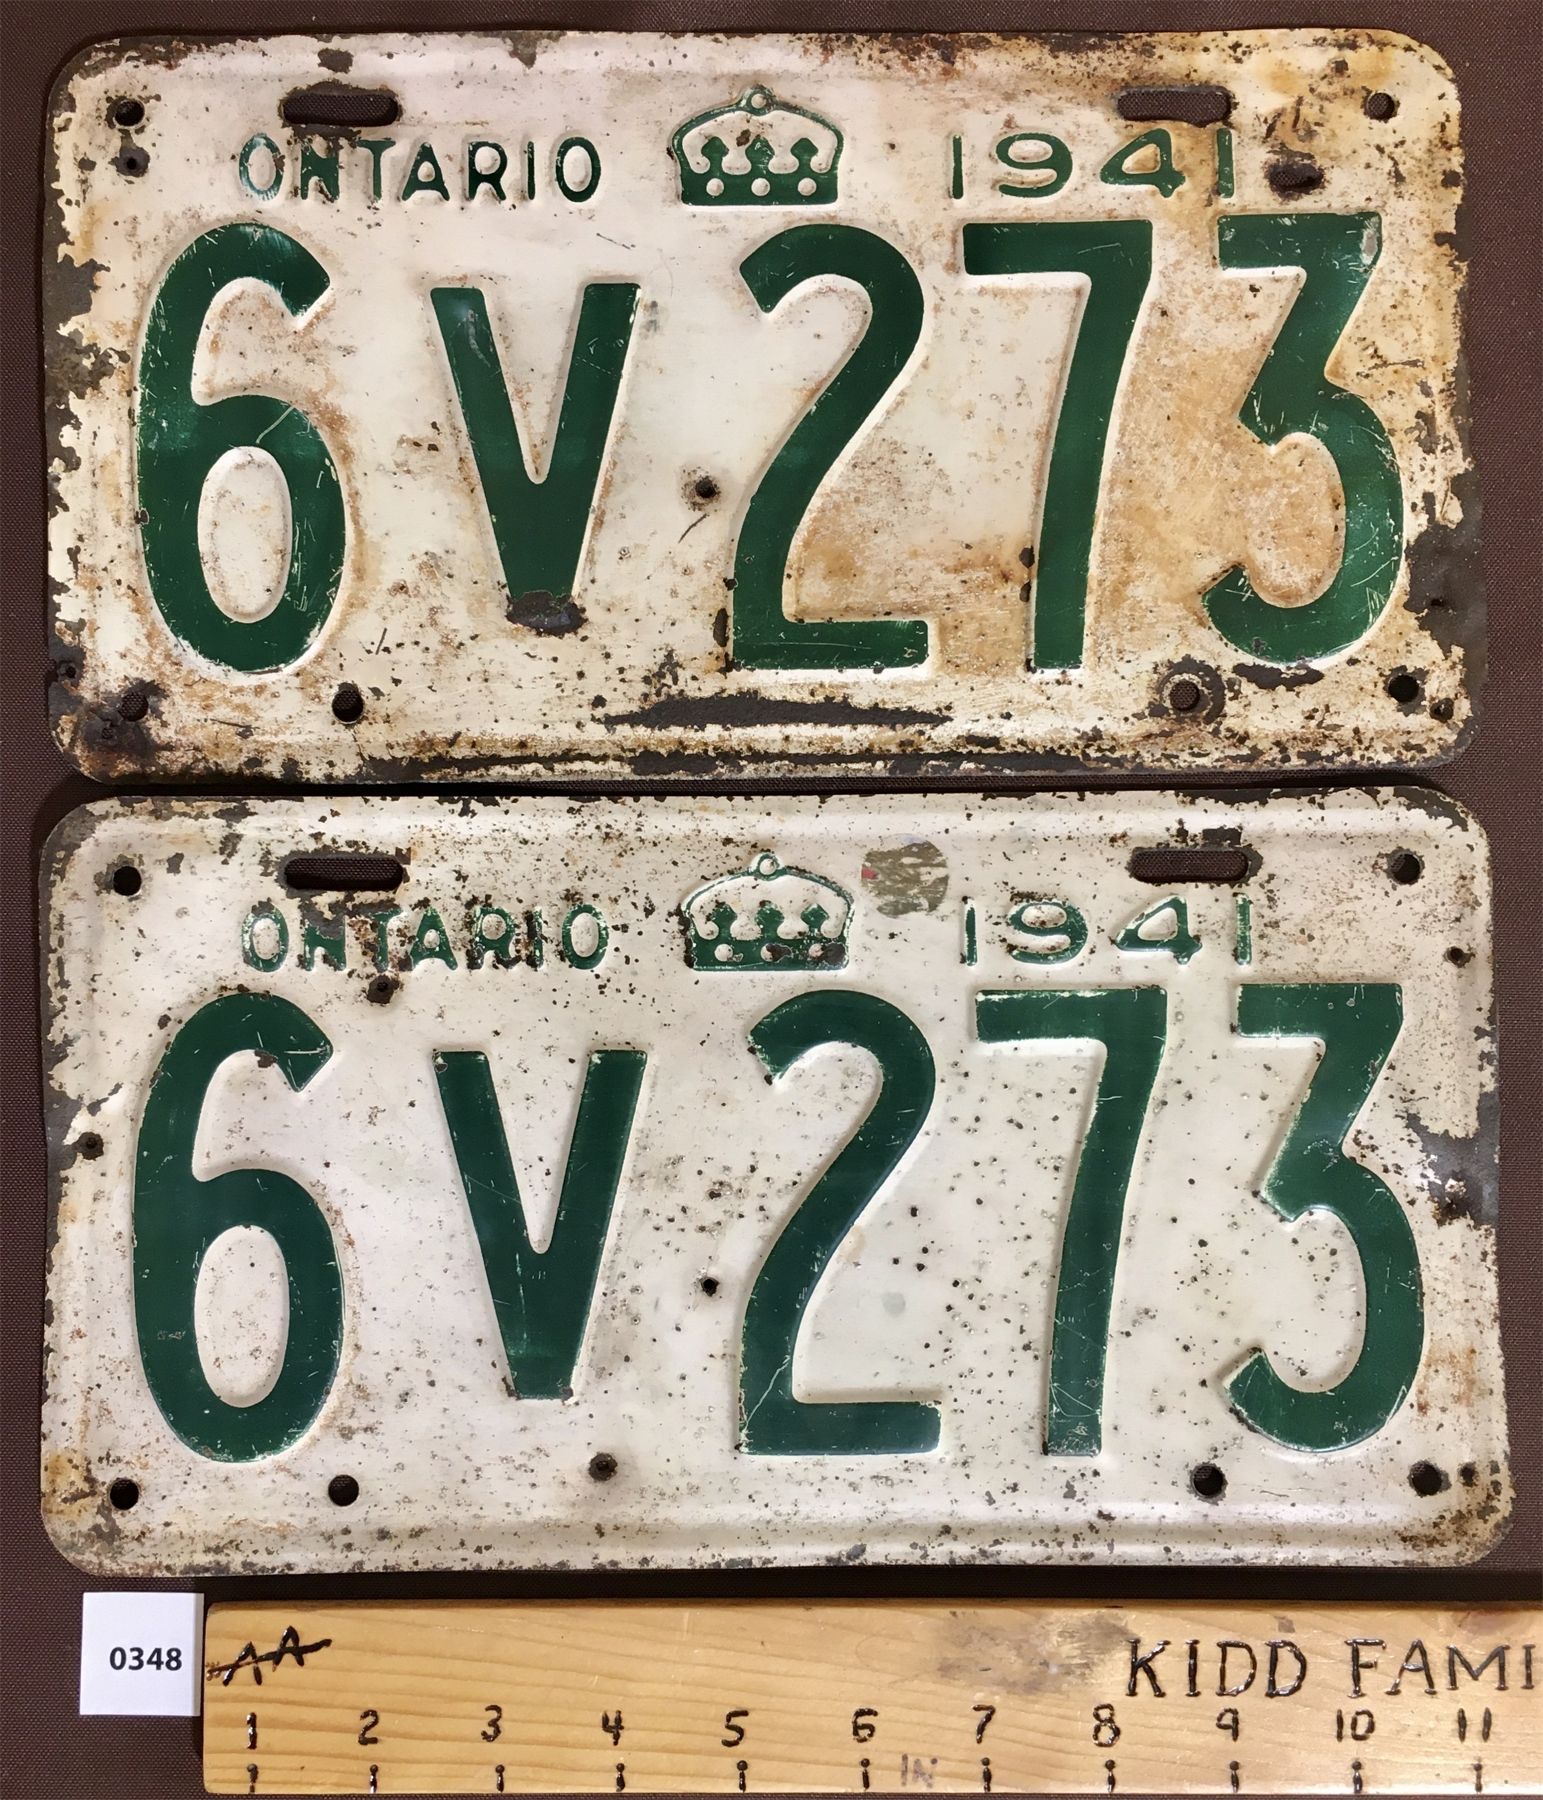 ONTARIO 1941
6V273
ONTARIO 1941
6V273
0348
AA KIDD FAMI
1 2 3 4 5 6 7 8 9 10 11
IN